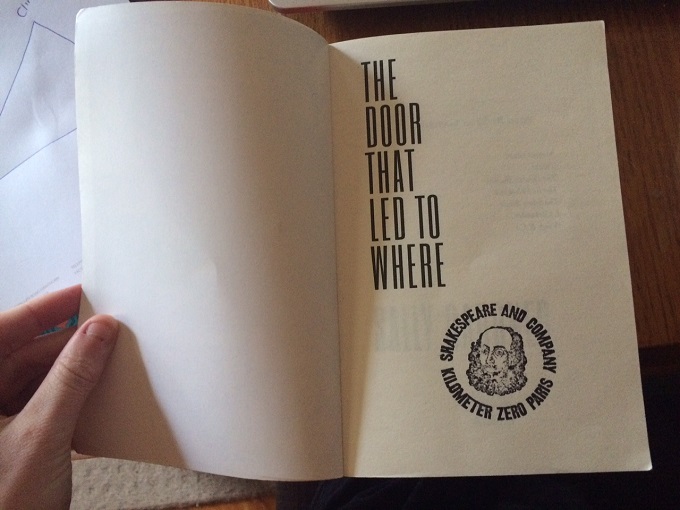 THE
DOOR
THAT
LED TO
WHERE
SHAKESPEARE AND COMPANY
KILOMETER ZERO PARIS